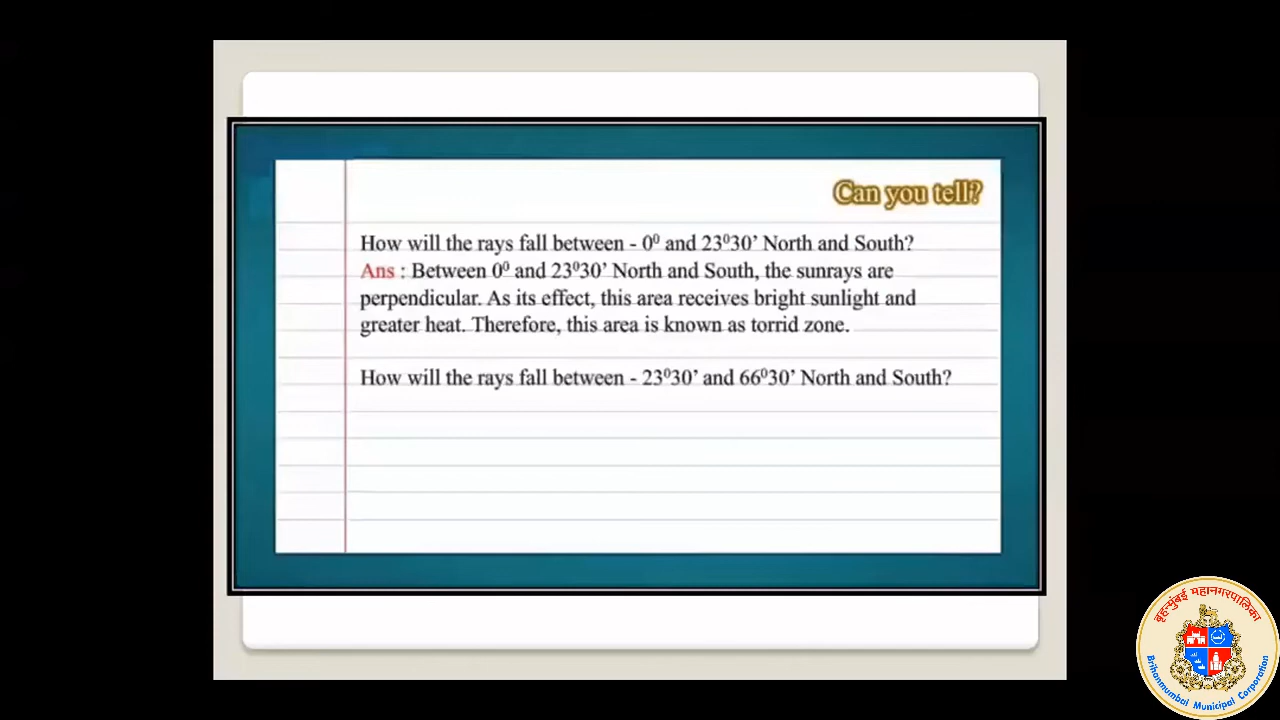 Can you tell?
How will the rays fall between - 0⁰ and 23⁰30’ North and South?
Ans : Between 0⁰ and 23⁰30’ North and South, the sunrays are
perpendicular. As its effect, this area receives bright sunlight and
greater heat. Therefore, this area is known as torrid zone.
How will the rays fall between - 23⁰30’ and 66⁰30’ North and South?
बृहन्मुंबई महानगरपालिका
Brihanmumbai Municipal Corporation